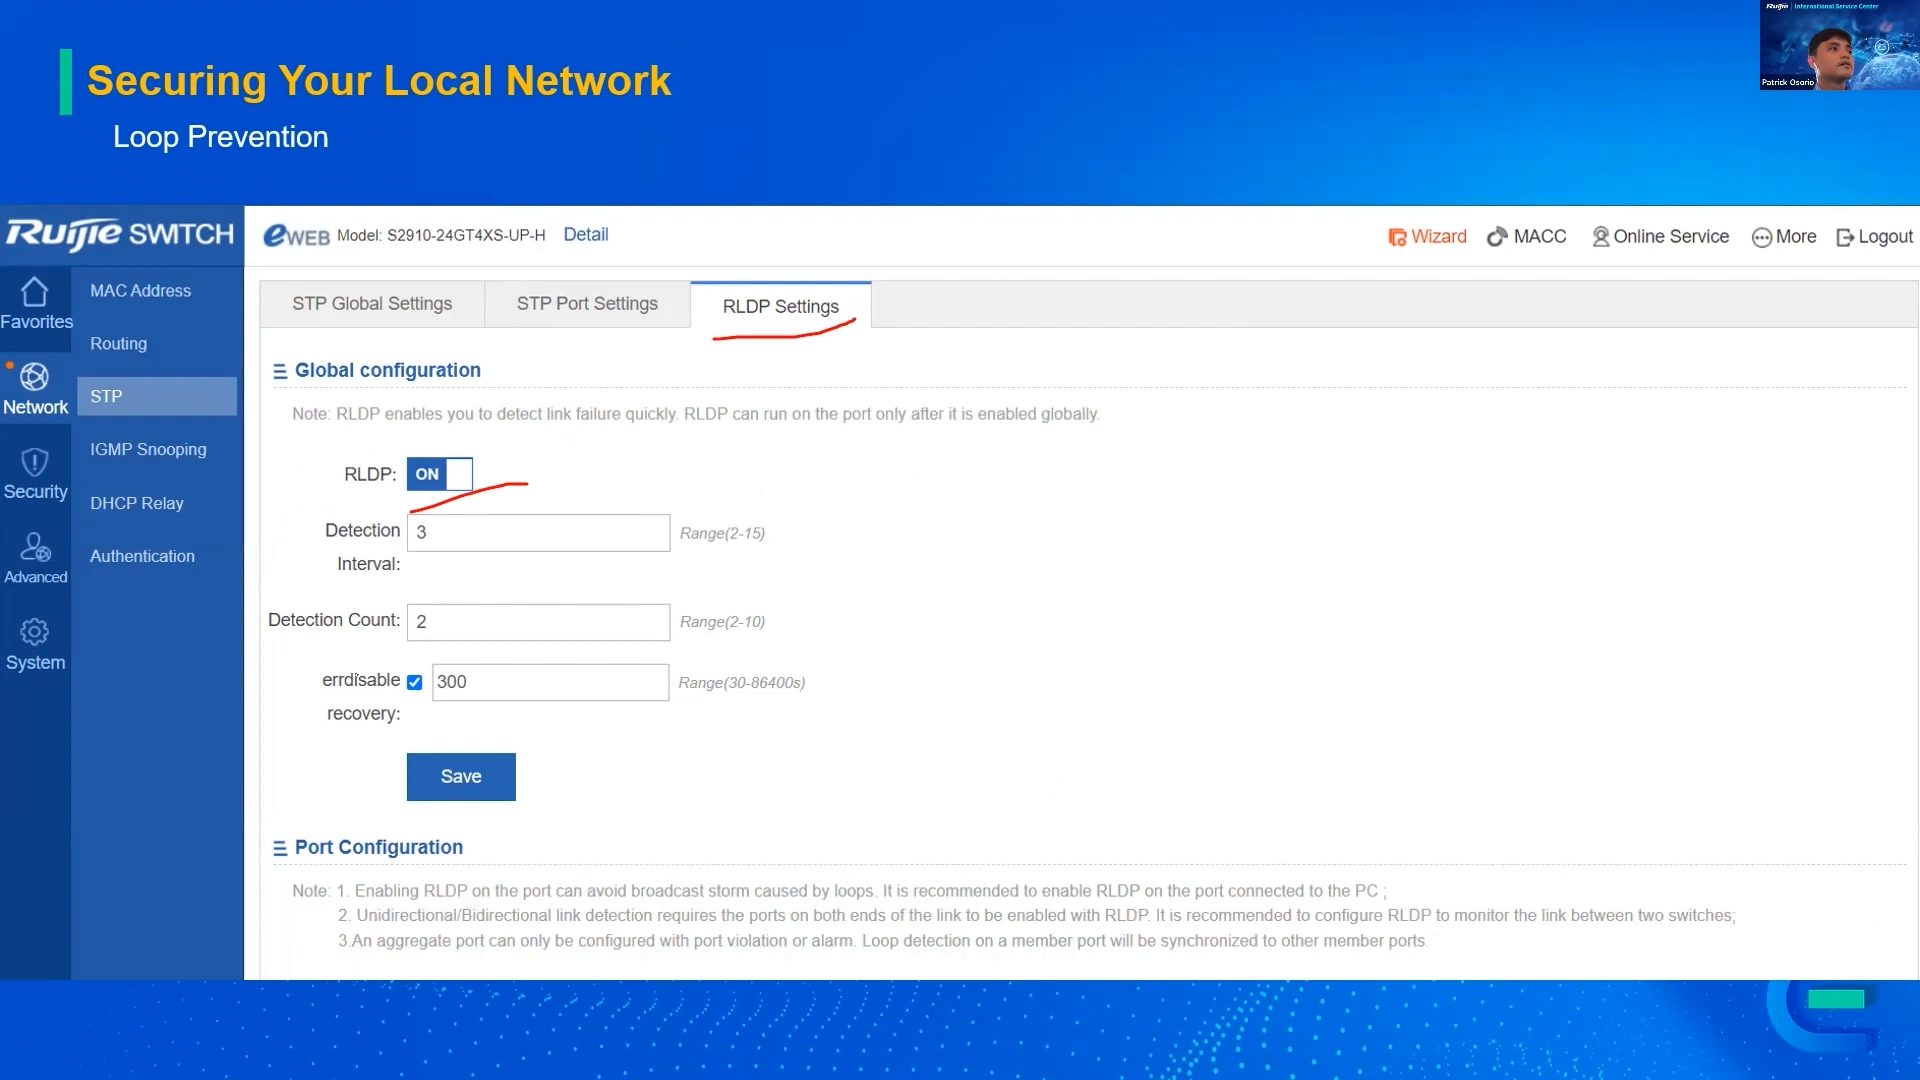 Ruijie | International Service Center
Patrick Osorio
Securing Your Local Network
Loop Prevention
Ruijie SWITCH
eWEB Model: S2910-24GT4XS-UP-H Detail
Wizard MACC Online Service More Logout
Favorites
Network
Security
Advanced
System
MAC Address
Routing
STP
IGMP Snooping
DHCP Relay
Authentication
STP Global Settings STP Port Settings RLDP Settings
Global configuration
Note: RLDP enables you to detect link failure quickly. RLDP can run on the port only after it is enabled globally.
RLDP: ON
Detection 3 Range(2-15)
Interval:
Detection Count: 2 Range(2-10)
errdisable 300 Range(30-86400s)
recovery:
Save
Port Configuration
Note: 1. Enabling RLDP on the port can avoid broadcast storm caused by loops. It is recommended to enable RLDP on the port connected to the PC ;
2. Unidirectional/Bidirectional link detection requires the ports on both ends of the link to be enabled with RLDP. It is recommended to configure RLDP to monitor the link between two switches;
3.An aggregate port can only be configured with port violation or alarm. Loop detection on a member port will be synchronized to other member ports.